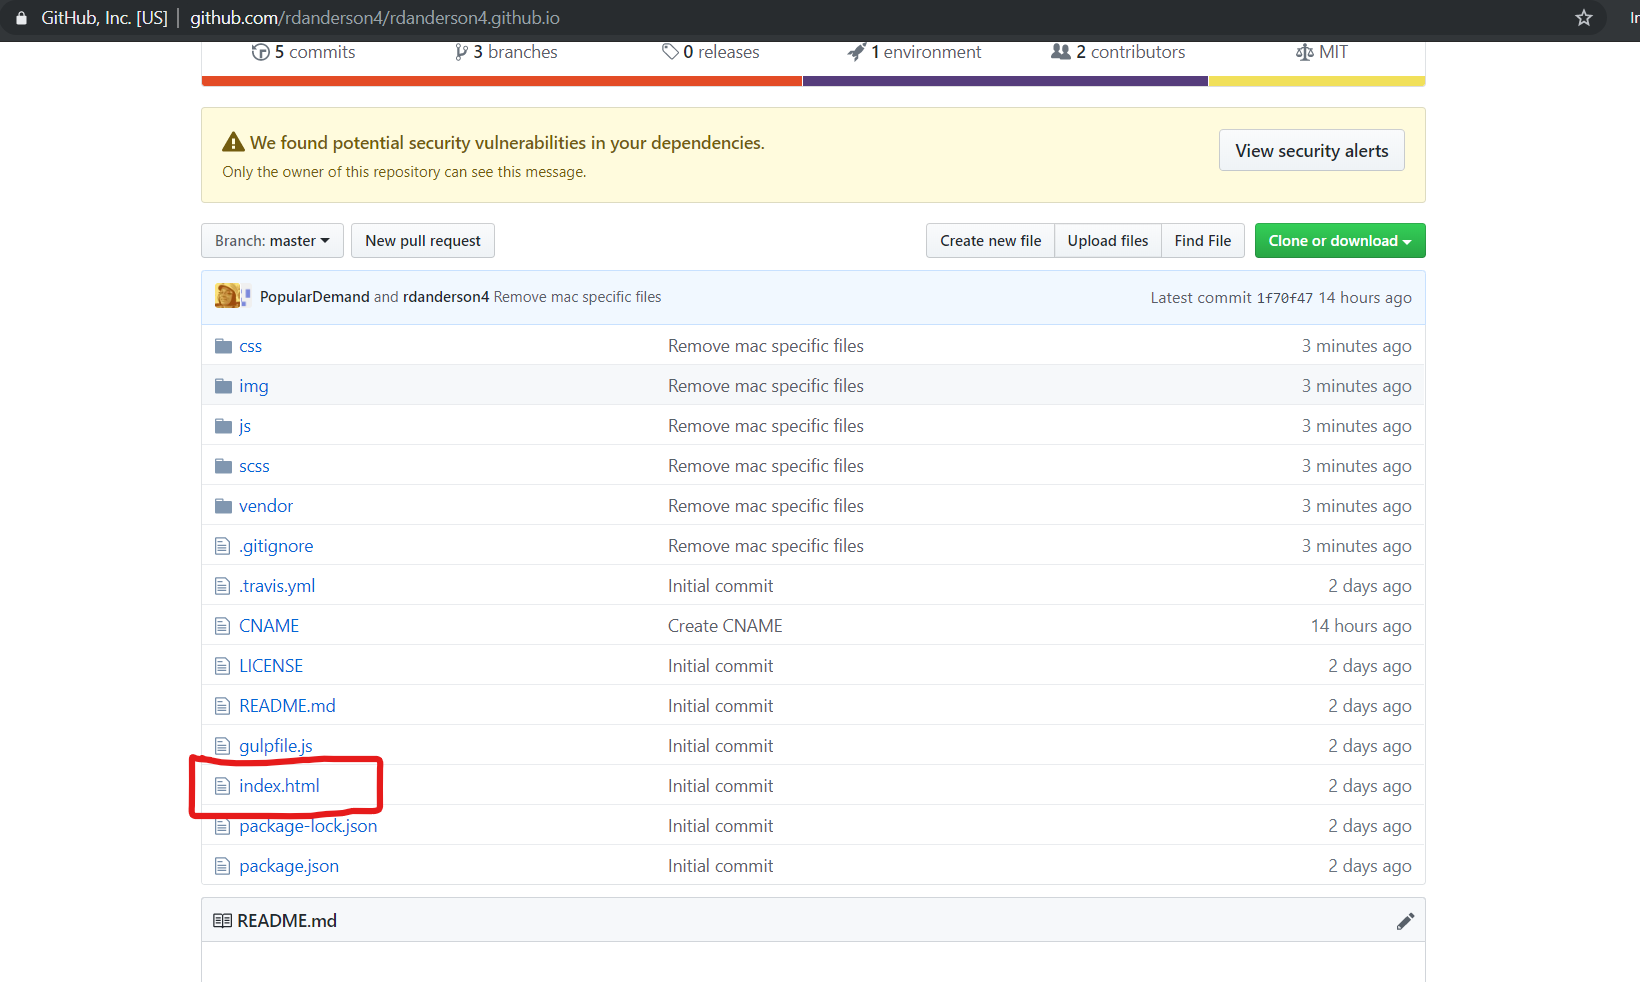 GitHub, Inc. [US] | github.com/rdanderson4/rdanderson4.github.io
5 commits 3 branches 0 releases 1 environment 2 contributors MIT
We found potential security vulnerabilities in your dependencies.
Only the owner of this repository can see this message.
View security alerts
Branch: master New pull request Create new file Upload files Find File Clone or download
PopularDemand and rdanderson4 Remove mac specific files Latest commit 1f70f47 14 hours ago
css Remove mac specific files 3 minutes ago
img Remove mac specific files 3 minutes ago
js Remove mac specific files 3 minutes ago
scss Remove mac specific files 3 minutes ago
vendor Remove mac specific files 3 minutes ago
.gitignore Remove mac specific files 3 minutes ago
.travis.yml Initial commit 2 days ago
CNAME Create CNAME 14 hours ago
LICENSE Initial commit 2 days ago
README.md Initial commit 2 days ago
gulpfile.js Initial commit 2 days ago
index.html Initial commit 2 days ago
package-lock.json Initial commit 2 days ago
package.json Initial commit 2 days ago
README.md